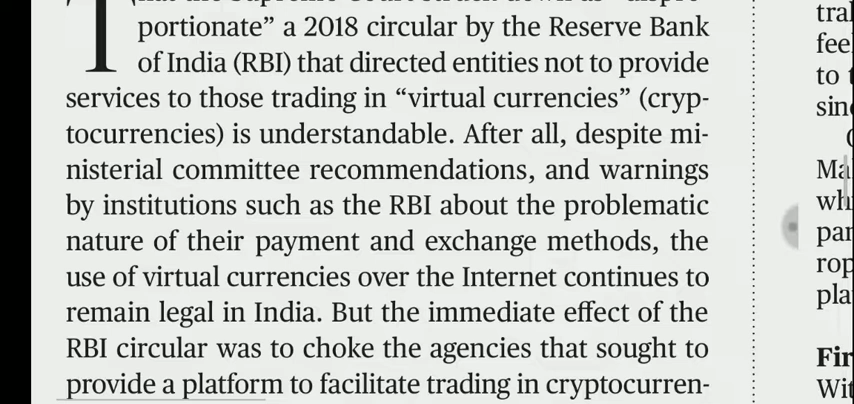 T
portionate” a 2018 circular by the Reserve Bank
of India (RBI) that directed entities not to provide
services to those trading in “virtual currencies” (cryp-
tocurrencies) is understandable. After all, despite mi-
nisterial committee recommendations, and warnings
by institutions such as the RBI about the problematic
nature of their payment and exchange methods, the
use of virtual currencies over the Internet continues to
remain legal in India. But the immediate effect of the
RBI circular was to choke the agencies that sought to
provide a platform to facilitate trading in cryptocurren-
to